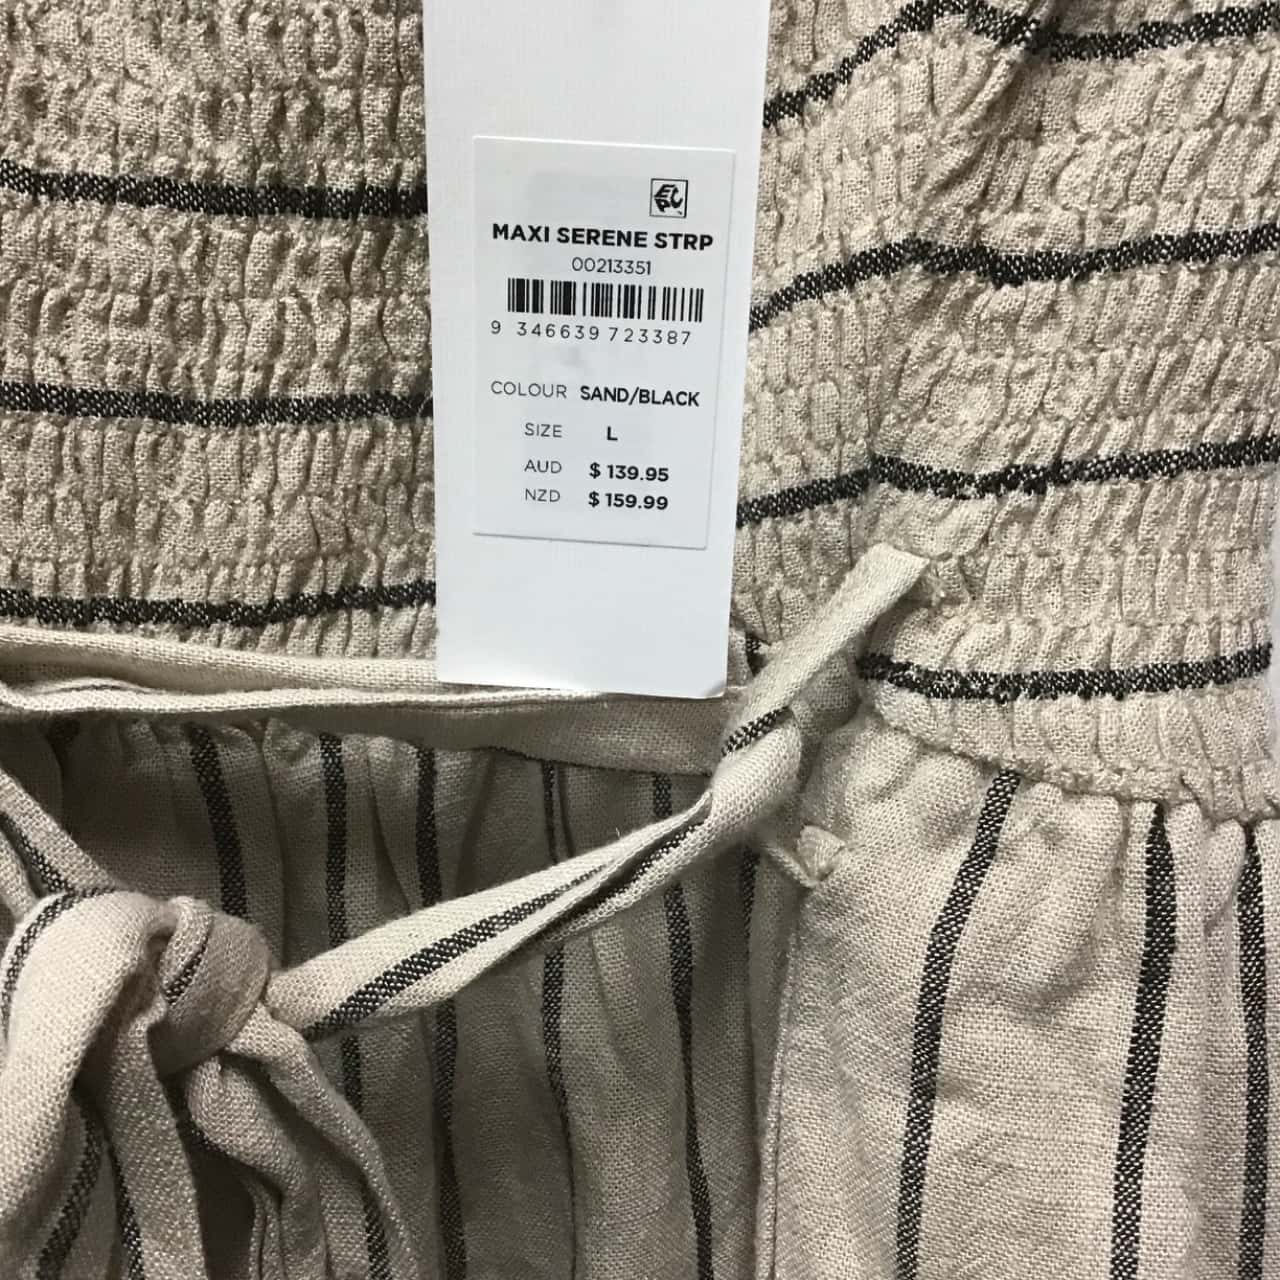 MAXI SERENE STRP
00213351
9 346639 723387
COLOUR SAND/BLACK
SIZE L
AUD $ 139.95
NZD $ 159.99